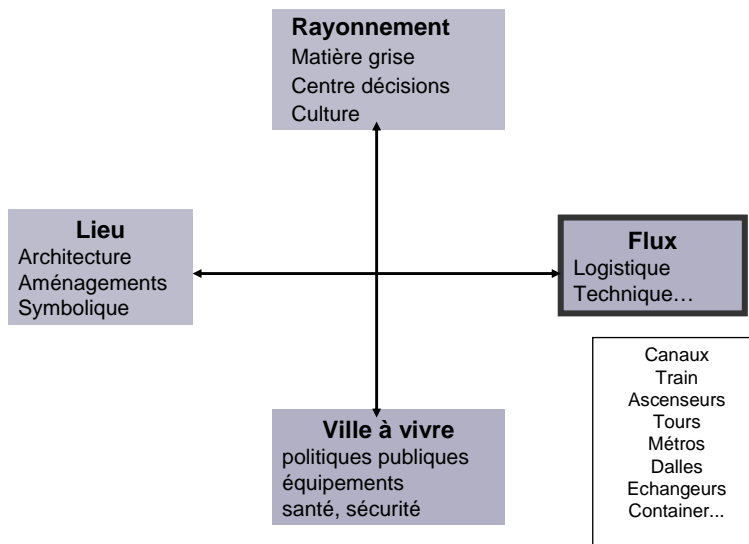 Rayonnement
Matière grise
Centre décisions
Culture
Lieu
Architecture
Aménagements
Symbolique
Flux
Logistique
Technique…
Canaux
Train
Ascenseurs
Tours
Métros
Dalles
Echangeurs
Container...
Ville à vivre
politiques publiques
équipements
santé, sécurité